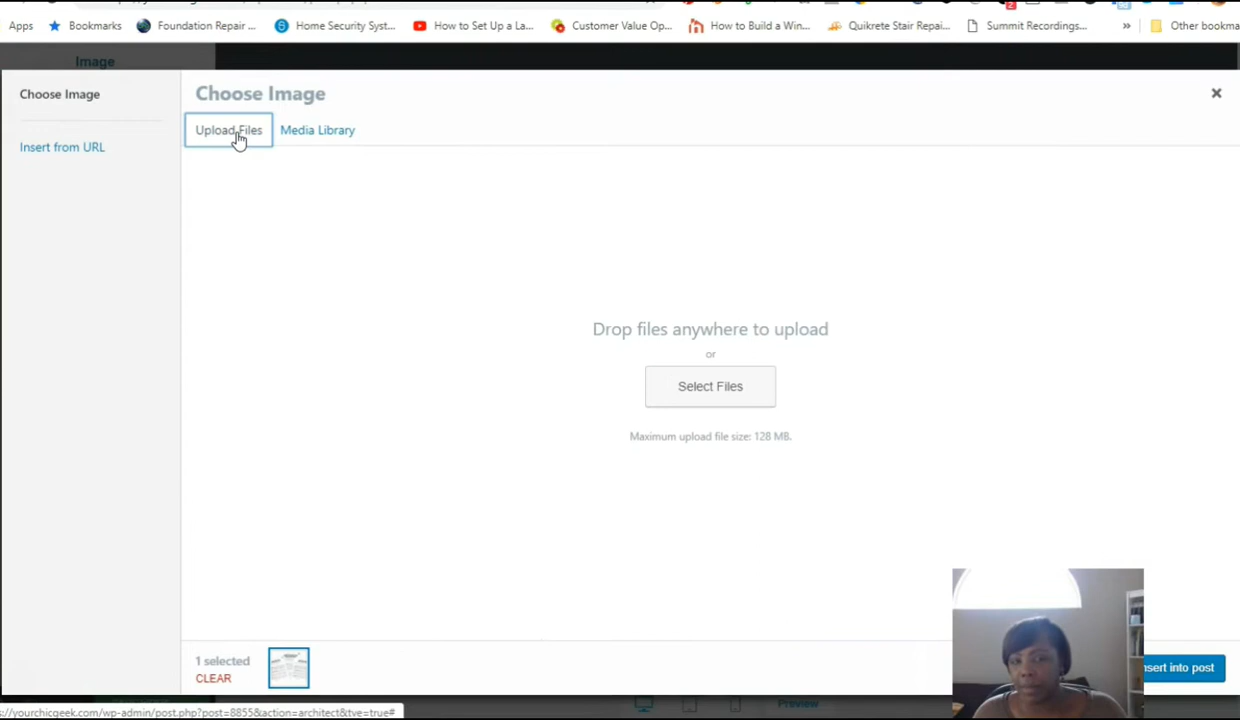 Apps Bookmarks Foundation Repair ... Home Security Syst... How to Set Up a La... Customer Value Op... How to Build a Win... Quikrete Stair Repai... Summit Recordings... » Other bookma
Image
Choose Image
Choose Image
Upload Files Media Library
Insert from URL
Drop files anywhere to upload
or
Select Files
Maximum upload file size: 128 MB.
1 selected
CLEAR
nsert into post
s://yourchicgeek.com/wp-admin/post.php?post=8855&action=architect&tve=true#
Preview